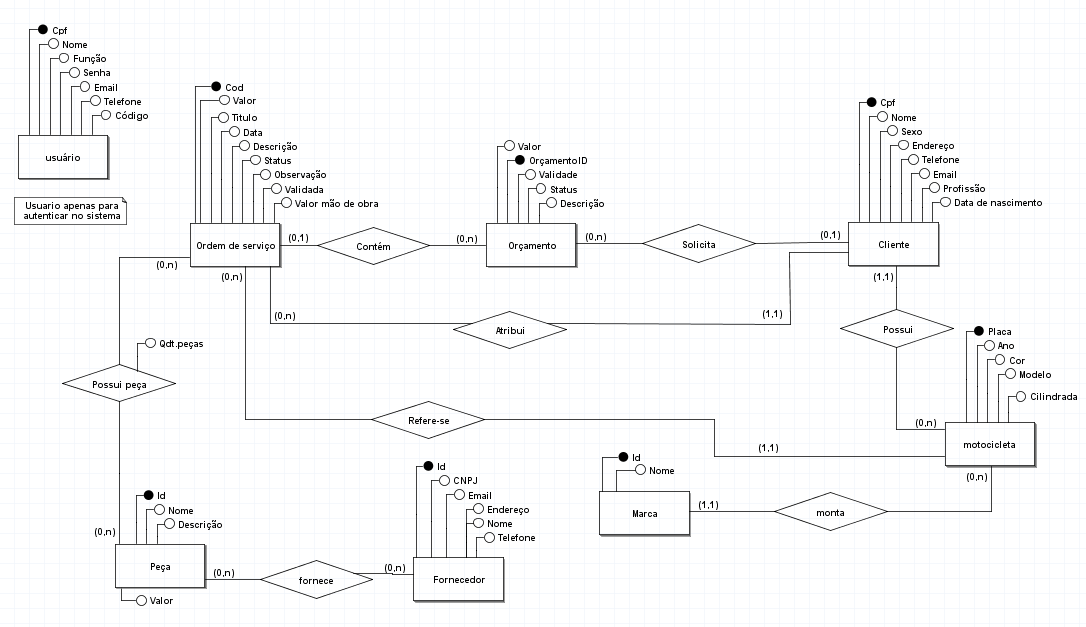 Cpf
Nome
Função
Senha
Email
Telefone
Código
usuário
Usuario apenas para
autenticar no sistema
Cod
Valor
Titulo
Data
Descrição
Status
Observação
Validada
Valor mão de obra
Ordem de serviço
(0,1)
Contém
(0,n)
Valor
OrçamentoID
Validade
Status
Descrição
Orçamento
(0,n)
Solicita
(0,1)
Cpf
Nome
Sexo
Endereço
Telefone
Email
Profissão
Data de nascimento
Cliente
(0,n)
(0,n)
(0,n)
Atribui
(1,1)
(1,1)
Possui
(0,n)
Placa
Ano
Cor
Modelo
Cilindrada
motocicleta
Qdt.peças
Possui peça
Refere-se
(1,1)
(0,n)
Id
Nome
Marca
(1,1)
monta
(0,n)
Id
Nome
Descrição
Peça
Valor
(0,n)
fornece
(0,n)
Id
CNPJ
Email
Endereço
Nome
Telefone
Fornecedor